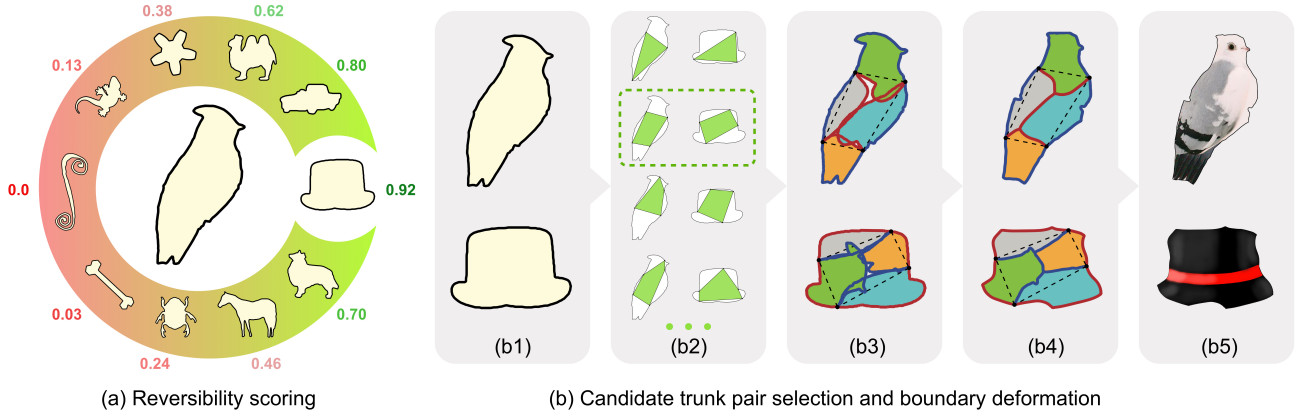 0.38
0.62
0.13
0.80
0.0
0.92
0.03
0.70
0.24
0.46
(a) Reversibility scoring
(b1)
(b2)
(b3)
(b4)
(b5)
(b) Candidate trunk pair selection and boundary deformation